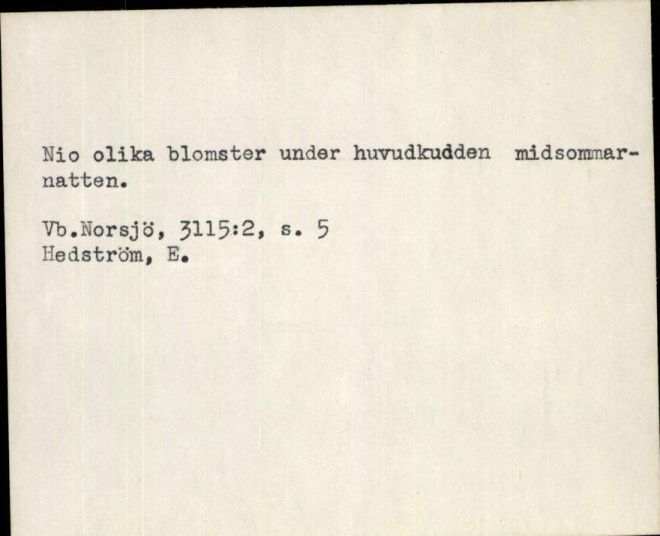 Nio olika blomster under huvudkudden midsommar-
natten.
Vb.Norsjö, 3115:2, s. 5
Hedström, E.